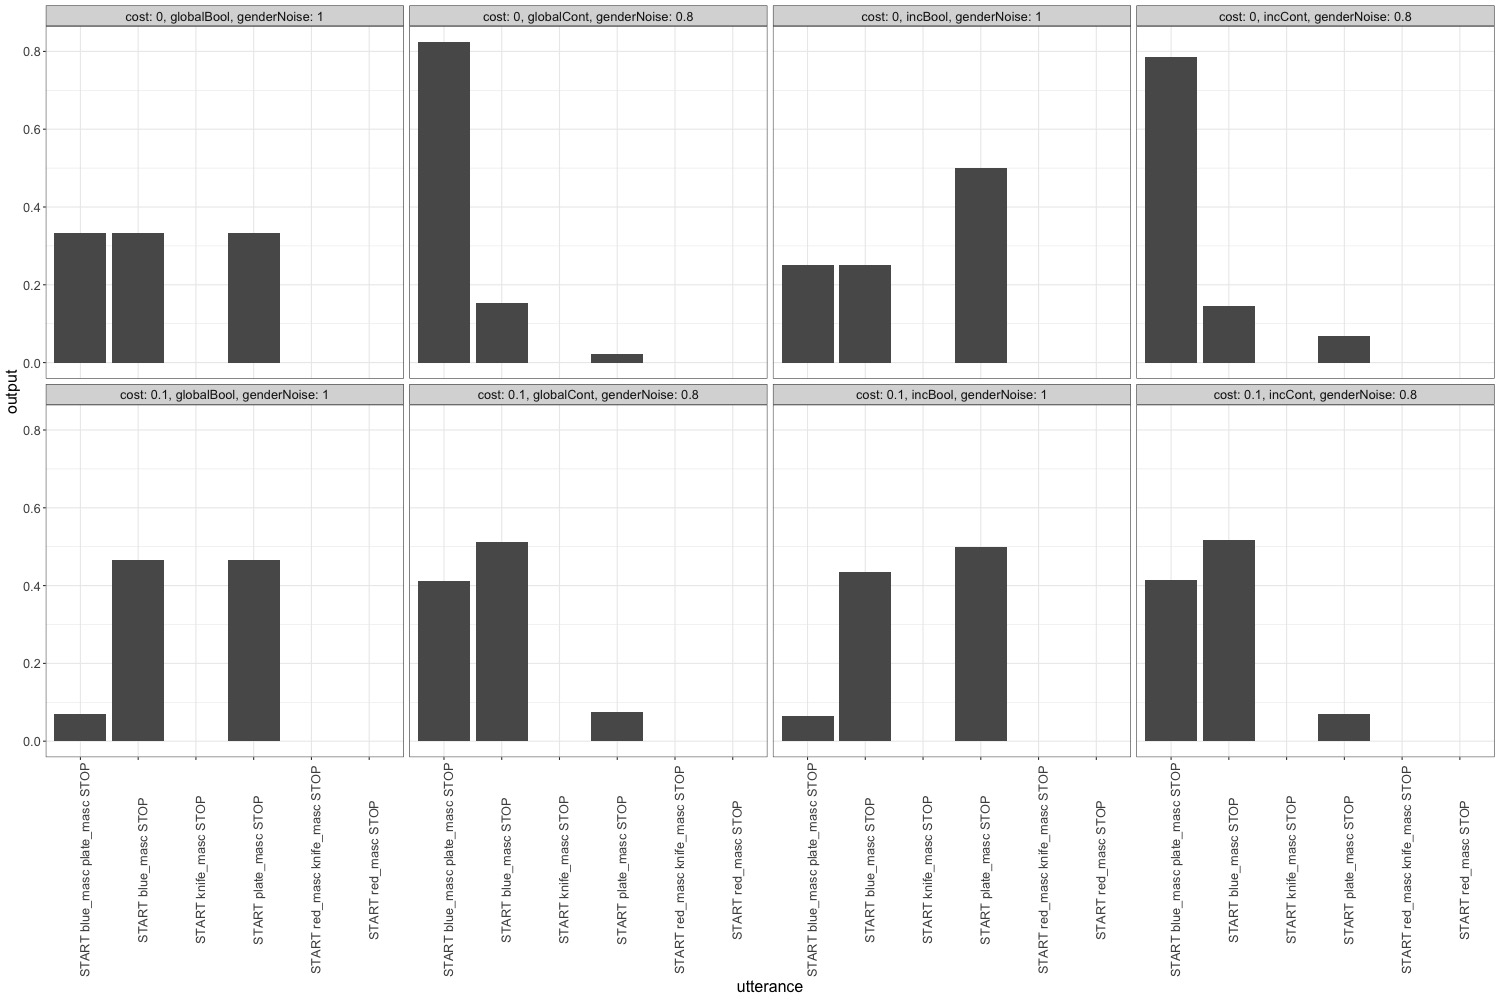 cost: 0, globalBool, genderNoise: 1
cost: 0, globalCont, genderNoise: 0.8
cost: 0, incBool, genderNoise: 1
cost: 0, incCont, genderNoise: 0.8
0.8
0.6
0.4
0.2
0.0
output
cost: 0.1, globalBool, genderNoise: 1
cost: 0.1, globalCont, genderNoise: 0.8
cost: 0.1, incBool, genderNoise: 1
cost: 0.1, incCont, genderNoise: 0.8
0.8
0.6
0.4
0.2
0.0
START blue_masc plate_masc STOP
START blue_masc STOP
START knife_masc STOP
START plate_masc STOP
START red_masc knife_masc STOP
START red_masc STOP
START blue_masc plate_masc STOP
START blue_masc STOP
START knife_masc STOP
START plate_masc STOP
START red_masc knife_masc STOP
START red_masc STOP
START blue_masc plate_masc STOP
START blue_masc STOP
START knife_masc STOP
START plate_masc STOP
START red_masc knife_masc STOP
START red_masc STOP
START blue_masc plate_masc STOP
START blue_masc STOP
START knife_masc STOP
START plate_masc STOP
START red_masc knife_masc STOP
START red_masc STOP
utterance